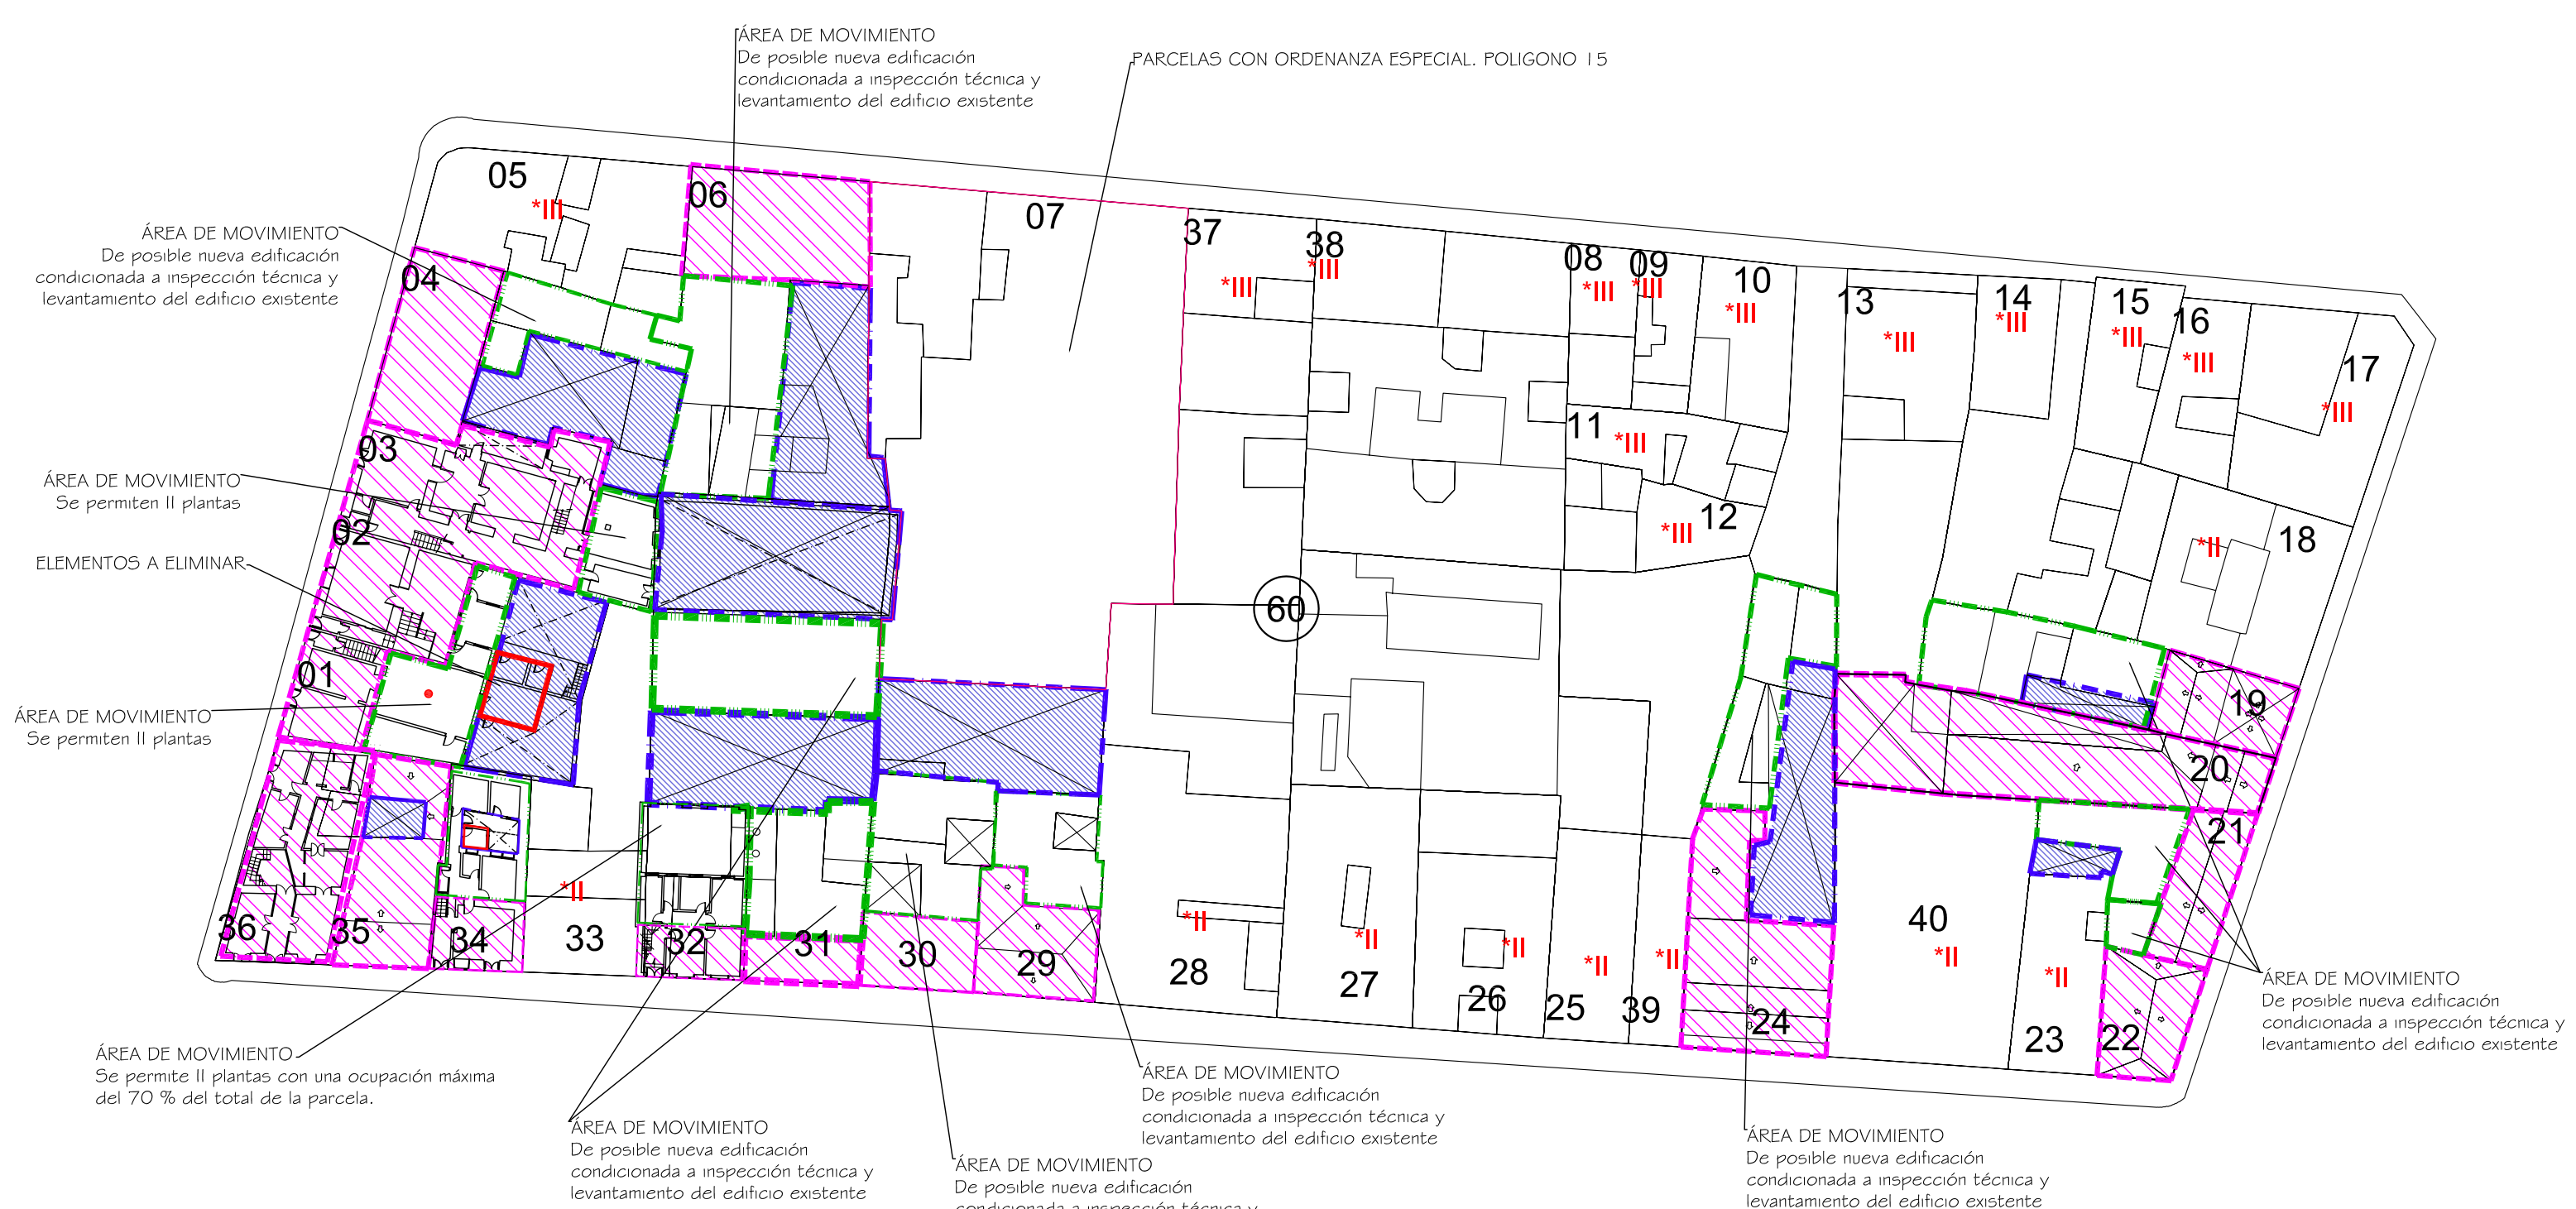 ÁREA DE MOVIMIENTO
De posible nueva edificación
condicionada a inspección técnica y
levantamiento del edificio existente
PARCELAS CON ORDENANZA ESPECIAL. POLIGONO 15
ÁREA DE MOVIMIENTO
De posible nueva edificación
condicionada a inspección técnica y
levantamiento del edificio existente
ÁREA DE MOVIMIENTO
Se permiten II plantas
ELEMENTOS A ELIMINAR
ÁREA DE MOVIMIENTO
Se permiten II plantas
05
*III
06
07
37
*III
38
*III
08
*III
09
*III
10
*III
13
*III
14
*III
15
*III
16
*III
17
*III
04
03
02
01
11
*III
12
*III
18
*II
60
19
20
21
36
35
34
33
*II
32
31
30
29
28
*II
27
*II
26
*II
25
*II
39
*II
24
40
*II
23
*II
22
ÁREA DE MOVIMIENTO
Se permite II plantas con una ocupación máxima
del 70 % del total de la parcela.
ÁREA DE MOVIMIENTO
De posible nueva edificación
condicionada a inspección técnica y
levantamiento del edificio existente
ÁREA DE MOVIMIENTO
De posible nueva edificación
condicionada a inspección técnica y
ÁREA DE MOVIMIENTO
De posible nueva edificación
condicionada a inspección técnica y
levantamiento del edificio existente
ÁREA DE MOVIMIENTO
De posible nueva edificación
condicionada a inspección técnica y
levantamiento del edificio existente
ÁREA DE MOVIMIENTO
De posible nueva edificación
condicionada a inspección técnica y
levantamiento del edificio existente